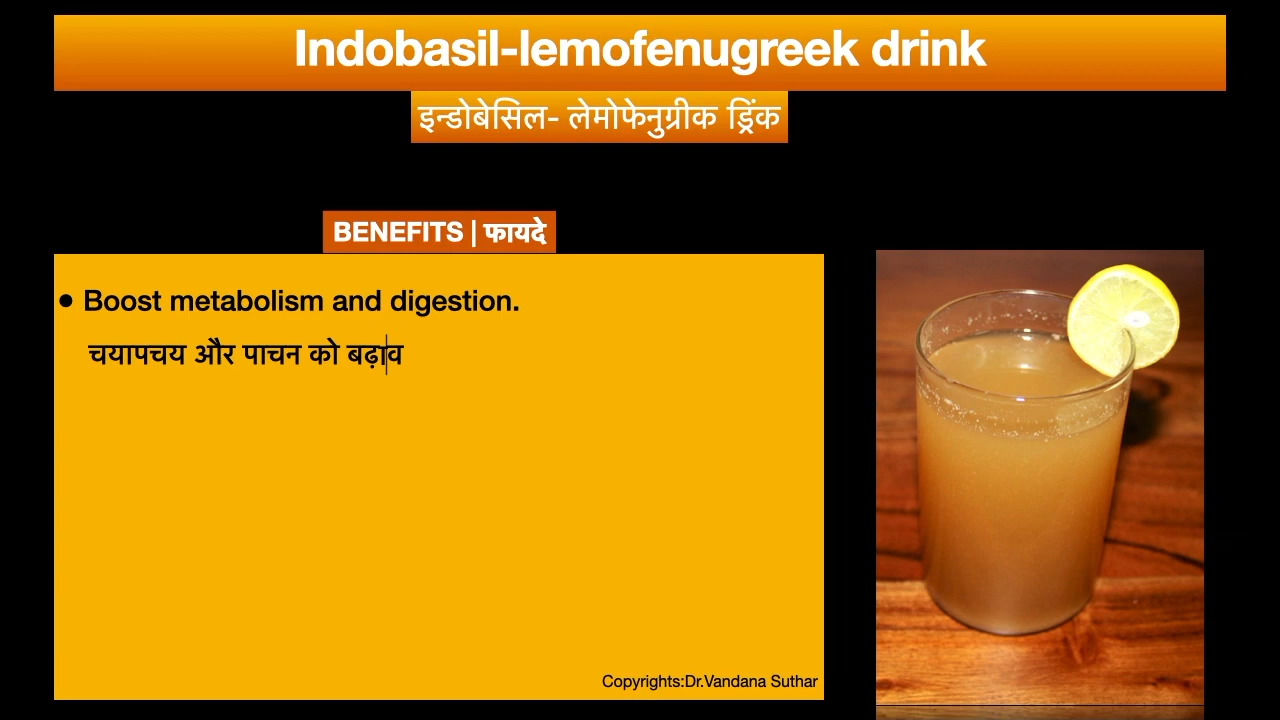 Indobasil-lemofenugreek drink
इन्डोबेसिल- लेमोफेनुग्रीक ड्रिंक
BENEFITS | फायदे
• Boost metabolism and digestion.
चयापचय और पाचन को बढ़ाव
Copyrights:Dr.Vandana Suthar